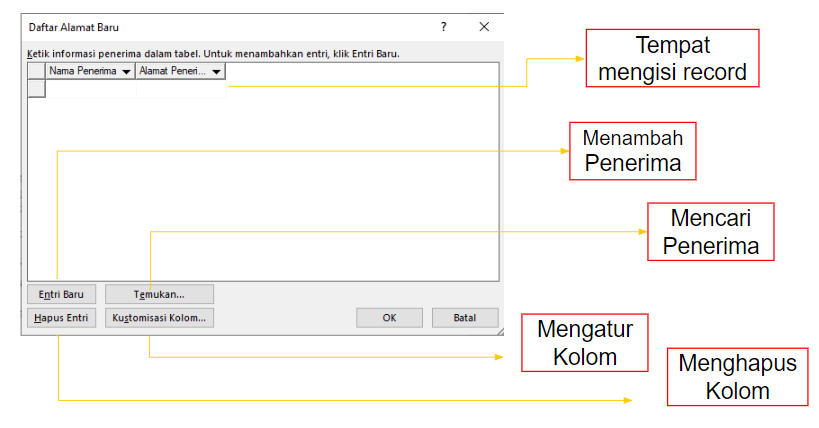 Daftar Alamat Baru
?
Ketik informasi penerima dalam tabel. Untuk menambahkan entri, klik Entri Baru.
Nama Penerima
Alamat Peneri...
Tempat
mengisi record
Menambah
Penerima
Mencari
Penerima
Entri Baru
Temukan...
Hapus Entri
Kustomisasi Kolom...
OK
Batal
Mengatur
Kolom
Menghapus
Kolom